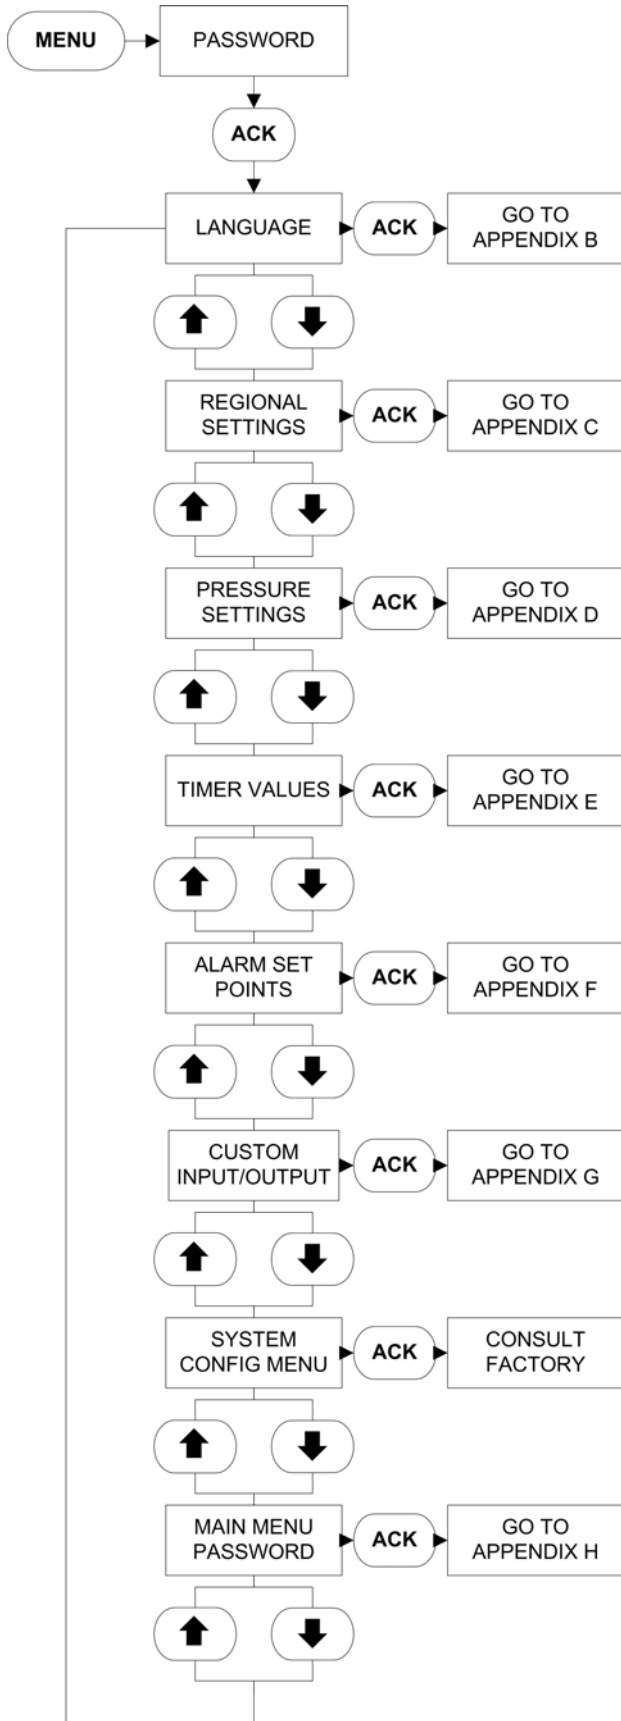 MENU
PASSWORD
ACK
LANGUAGE
ACK
GO TO
APPENDIX B
REGIONAL
SETTINGS
ACK
GO TO
APPENDIX C
PRESSURE
SETTINGS
ACK
GO TO
APPENDIX D
TIMER VALUES
ACK
GO TO
APPENDIX E
ALARM SET
POINTS
ACK
GO TO
APPENDIX F
CUSTOM
INPUT/OUTPUT
ACK
GO TO
APPENDIX G
SYSTEM
CONFIG MENU
ACK
CONSULT
FACTORY
MAIN MENU
PASSWORD
ACK
GO TO
APPENDIX H